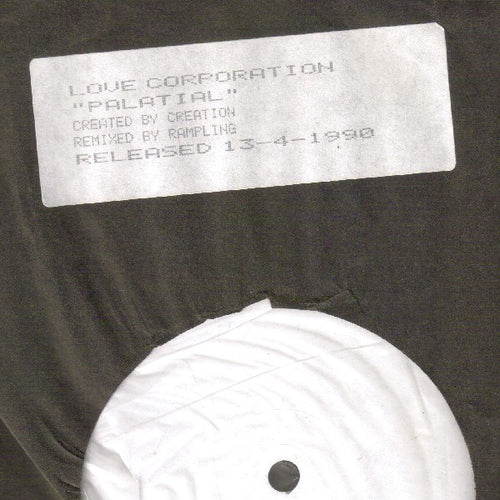 LOVE CORPORATION
"PALATIAL"
CREATED BY CREATION
REMIXED BY RAMPLING
RELEASED 13-4-1990